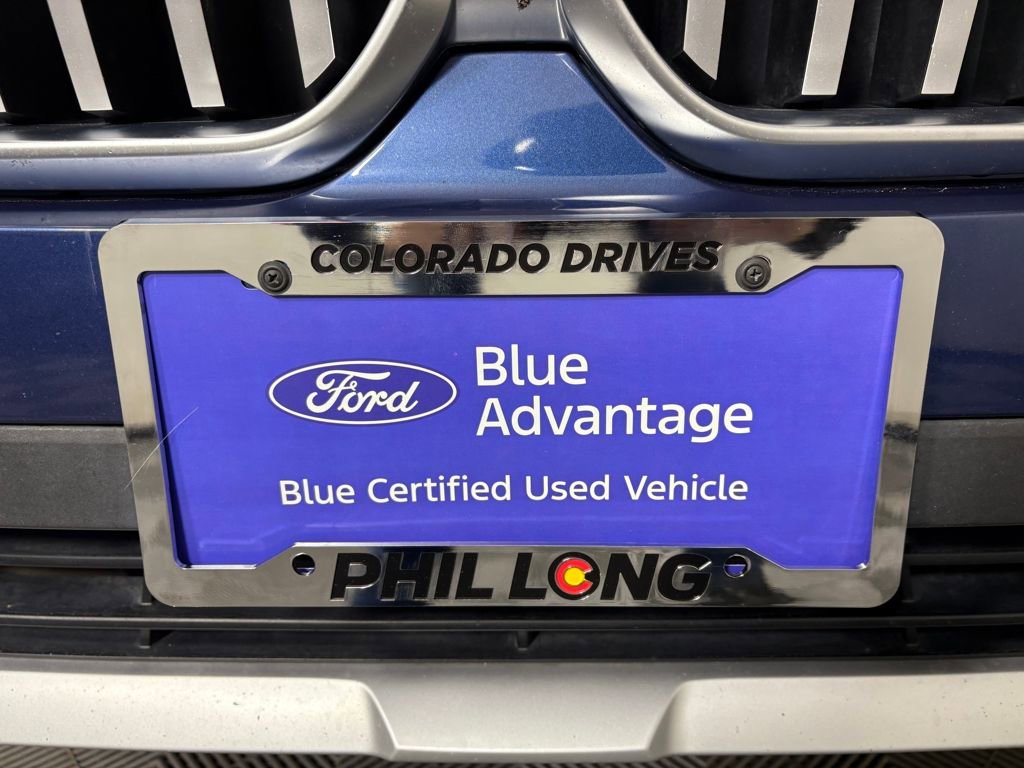 COLORADO DRIVES
Ford
Blue
Advantage
Blue Certified Used Vehicle
PHIL LONG